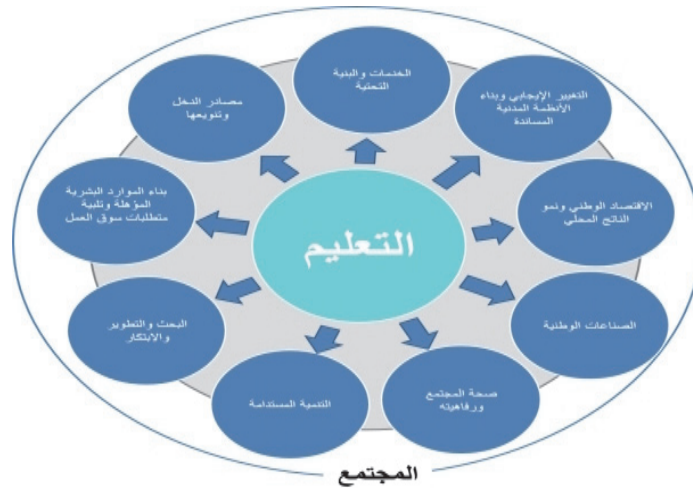 الخدمات والبنية
التحتية
التغيير الإيجابي وبناء
الأنظمة المدنية
المساندة
مصادر الدخل
وتنويعها
الاقتصاد الوطني ونمو
الناتج المحلي
بناء الموارد البشرية
المؤهلة وتلبية
متطلبات سوق العمل
التعليم
الصناعات الوطنية
البحث والتطوير
والابتكار
صحة المجتمع
ورفاهيته
التنمية المستدامة
المجتمع